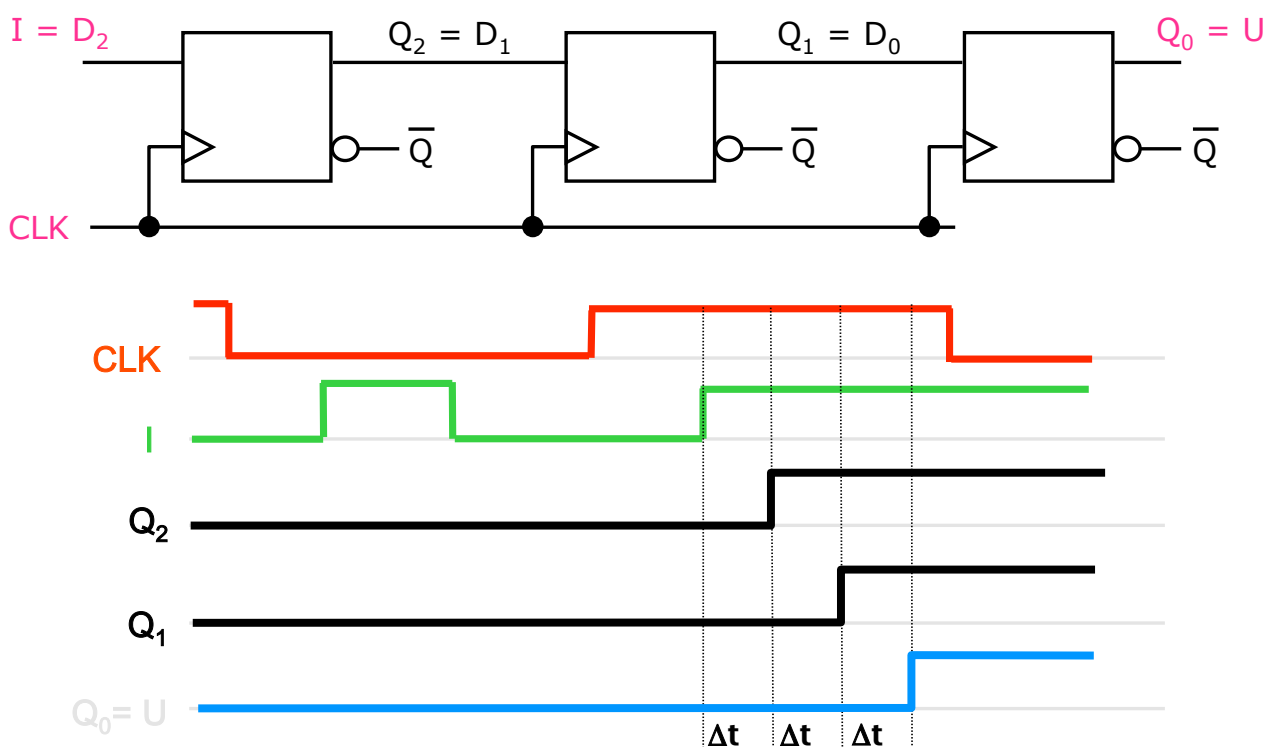 I = D₂
Q₂ = D₁
Q₁ = D₀
Q₀ = U
Q̅
Q̅
Q̅
CLK
CLK
I
Q₂
Q₁
Q₀= U
Δt Δt Δt